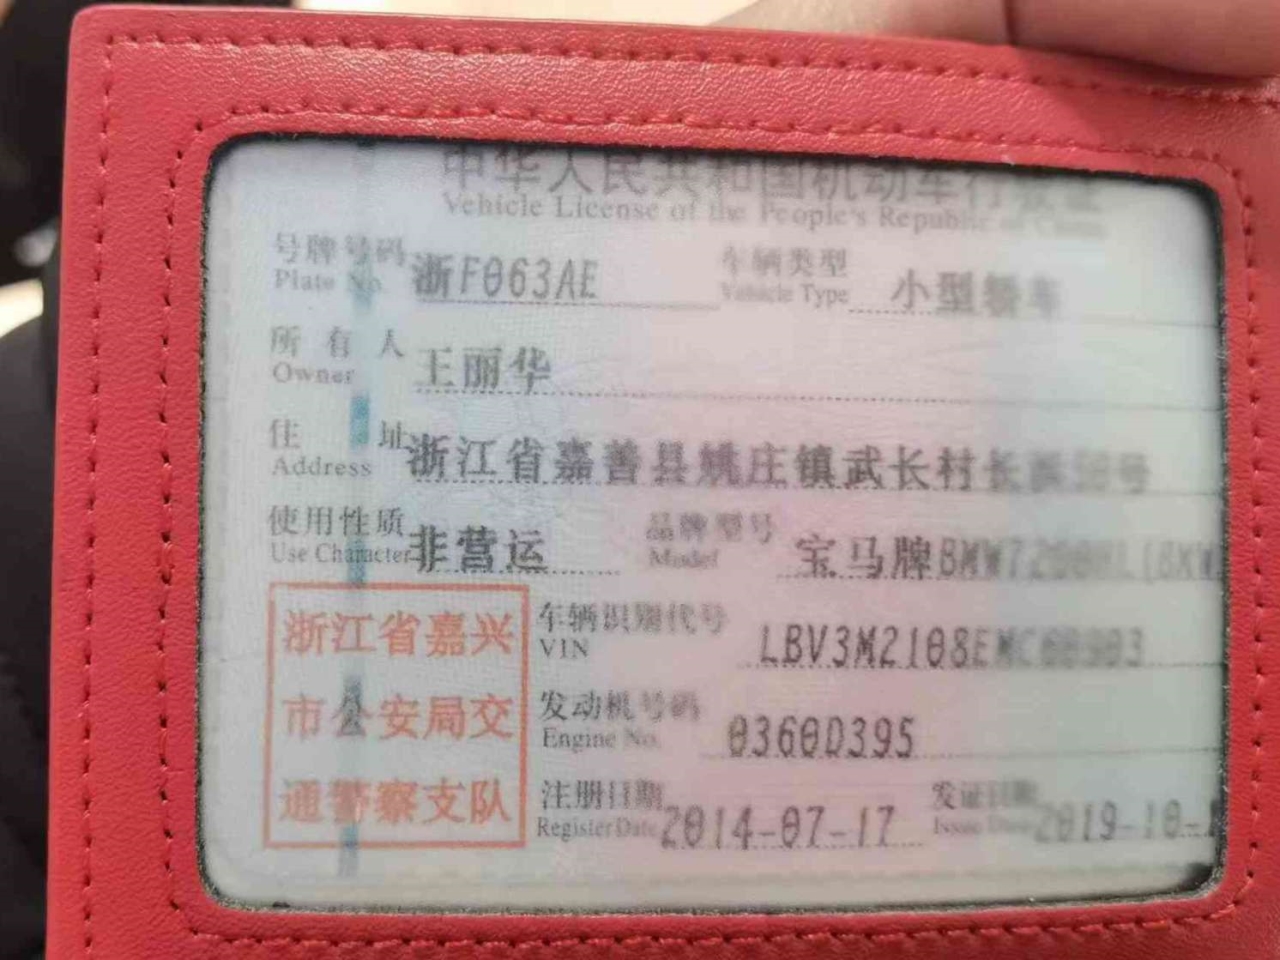 中华人民共和国机动车行驶证
Vehicle License of the People's Republic of China
号牌号码 浙F063AE 车辆类型 小型轿车
Plate No. Vehicle Type
所有人 王丽华
Owner
住址 浙江省嘉善县姚庄镇武长村长 号
Address
使用性质 非营运 品牌型号 宝马牌
Use Character Model
浙江省嘉兴
市公安局交
通警察支队
车辆识别代号
VIN
发动机号码 0360D395
Engine No.
注册日期 2014-07-17 发证日期 2019-10-
Register Date Issue Date